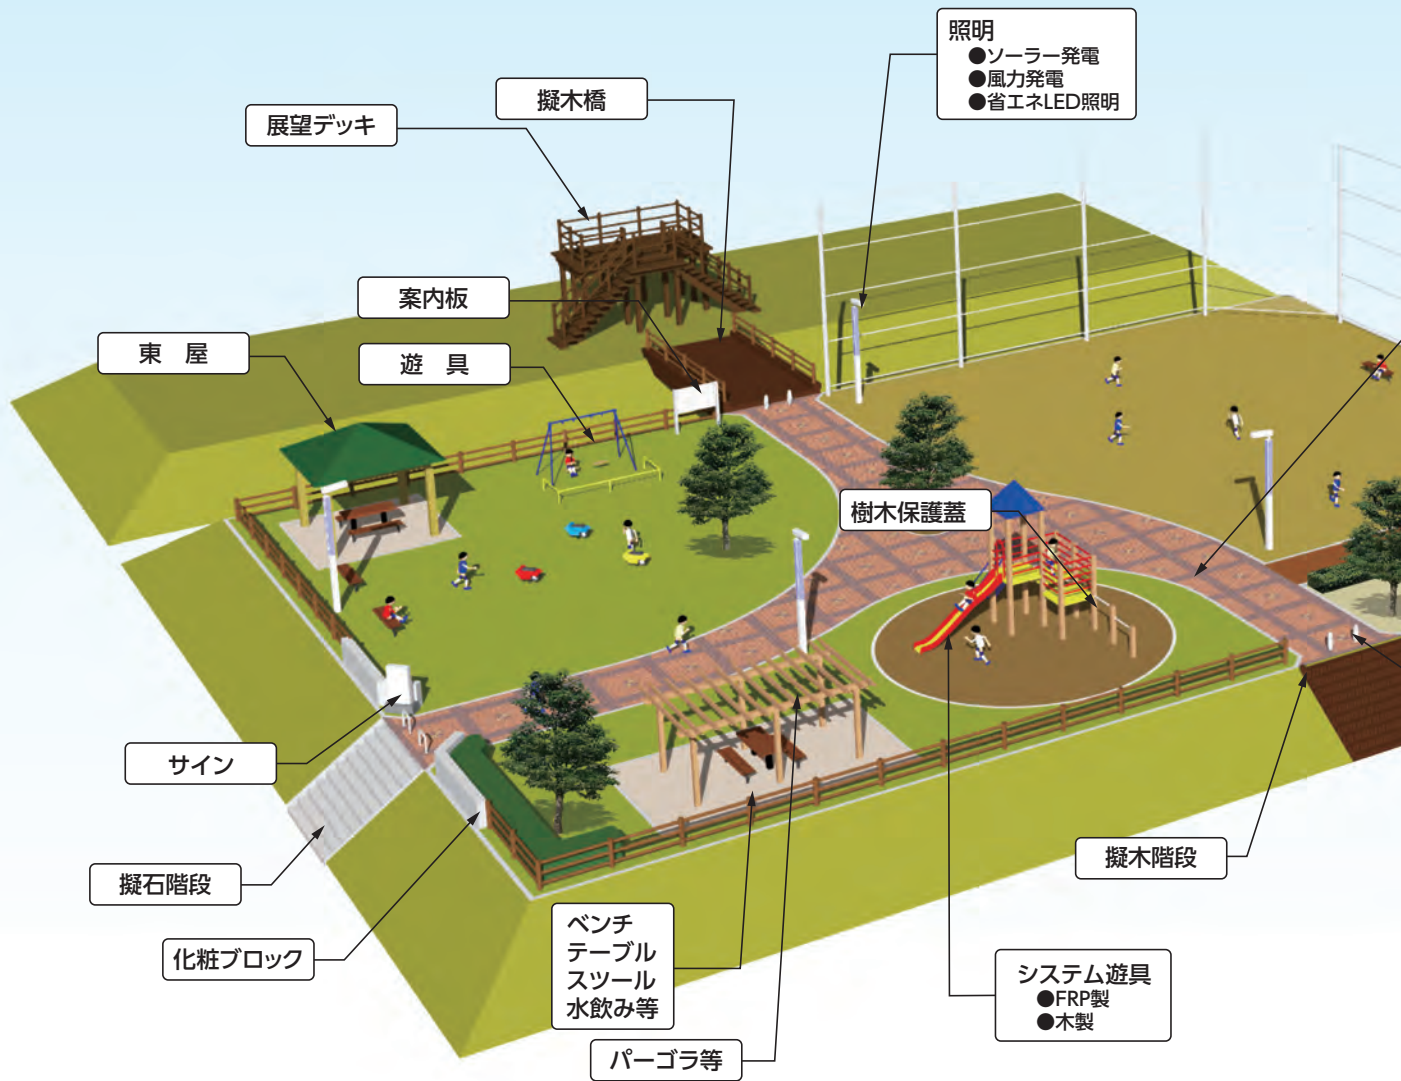 照明
●ソーラー発電
●風力発電
●省エネLED照明
擬木橋
展望デッキ
案内板
東　屋
遊　具
樹木保護蓋
サイン
擬石階段
化粧ブロック
ベンチ
テーブル
スツール
水飲み等
パーゴラ等
擬木階段
システム遊具
●FRP製
●木製